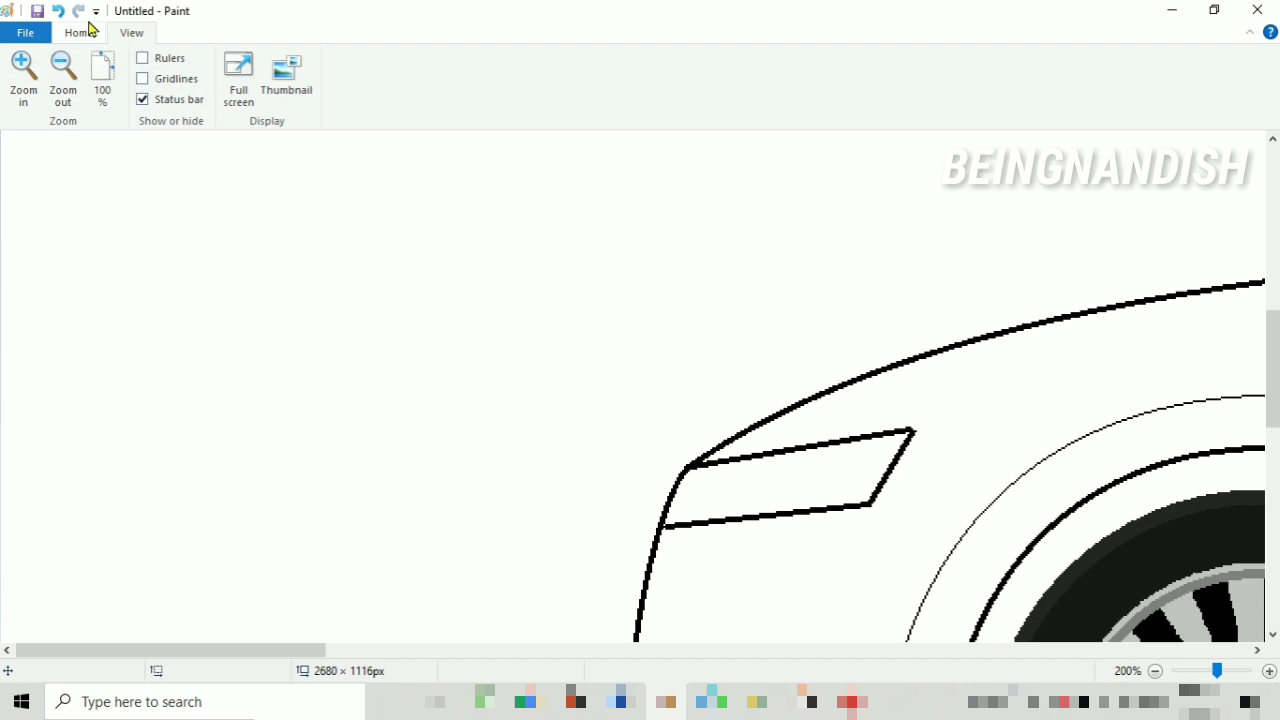 Untitled - Paint
File
Home
View
Zoom in
Zoom out
100 %
Rulers
Gridlines
Status bar
Full screen
Thumbnail
Zoom
Show or hide
Display
BEINGNANDISH
2680 × 1116px
200%
Type here to search